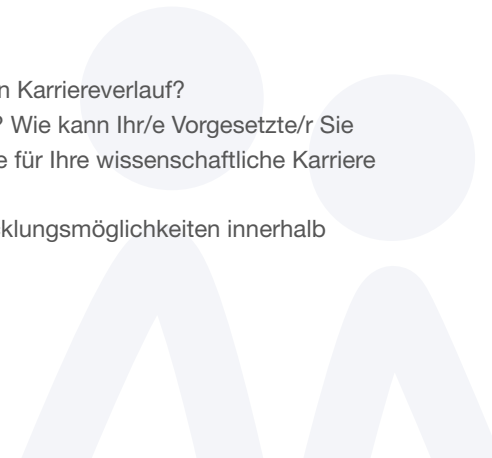 n Karriereverlauf?
? Wie kann Ihr/e Vorgesetzte/r Sie
e für Ihre wissenschaftliche Karriere
klungsmöglichkeiten innerhalb